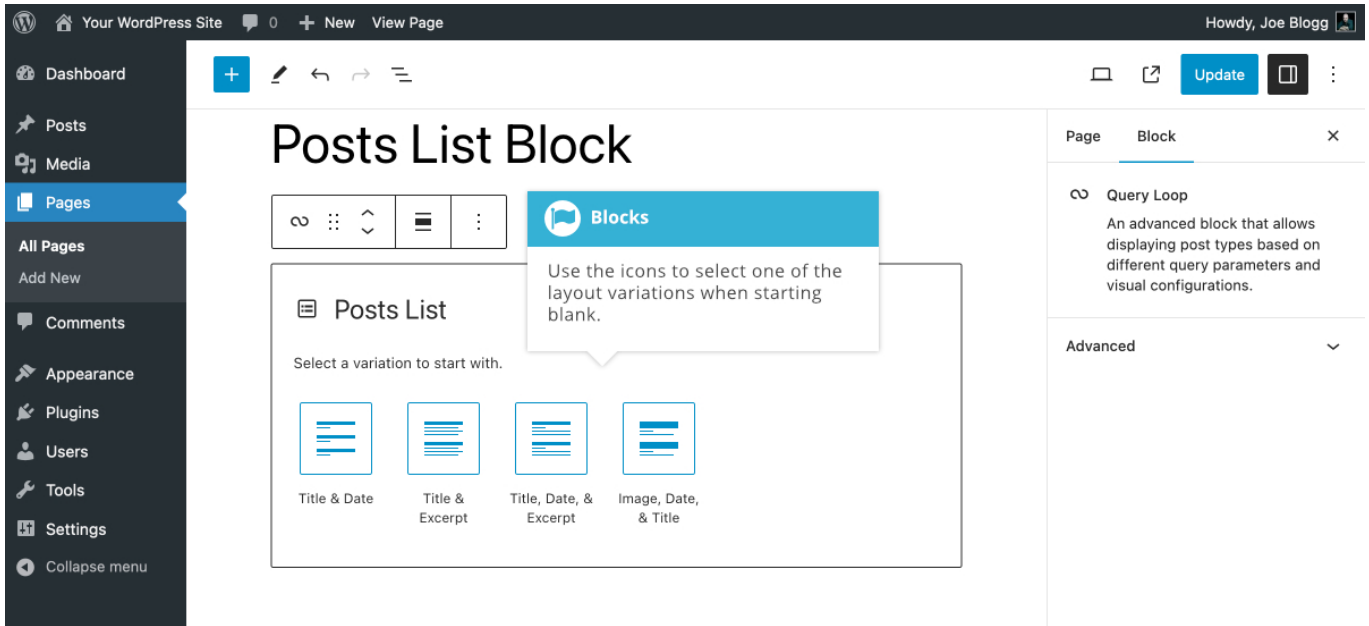 Your WordPress Site 0 New View Page Howdy, Joe Blogg
Dashboard
Posts
Media
Pages
All Pages
Add New
Comments
Appearance
Plugins
Users
Tools
Settings
Collapse menu
Update
Posts List Block
Blocks
Use the icons to select one of the
layout variations when starting
blank.
Posts List
Select a variation to start with.
Title & Date
Title &
Excerpt
Title, Date, &
Excerpt
Image, Date,
& Title
Page Block
Query Loop
An advanced block that allows
displaying post types based on
different query parameters and
visual configurations.
Advanced